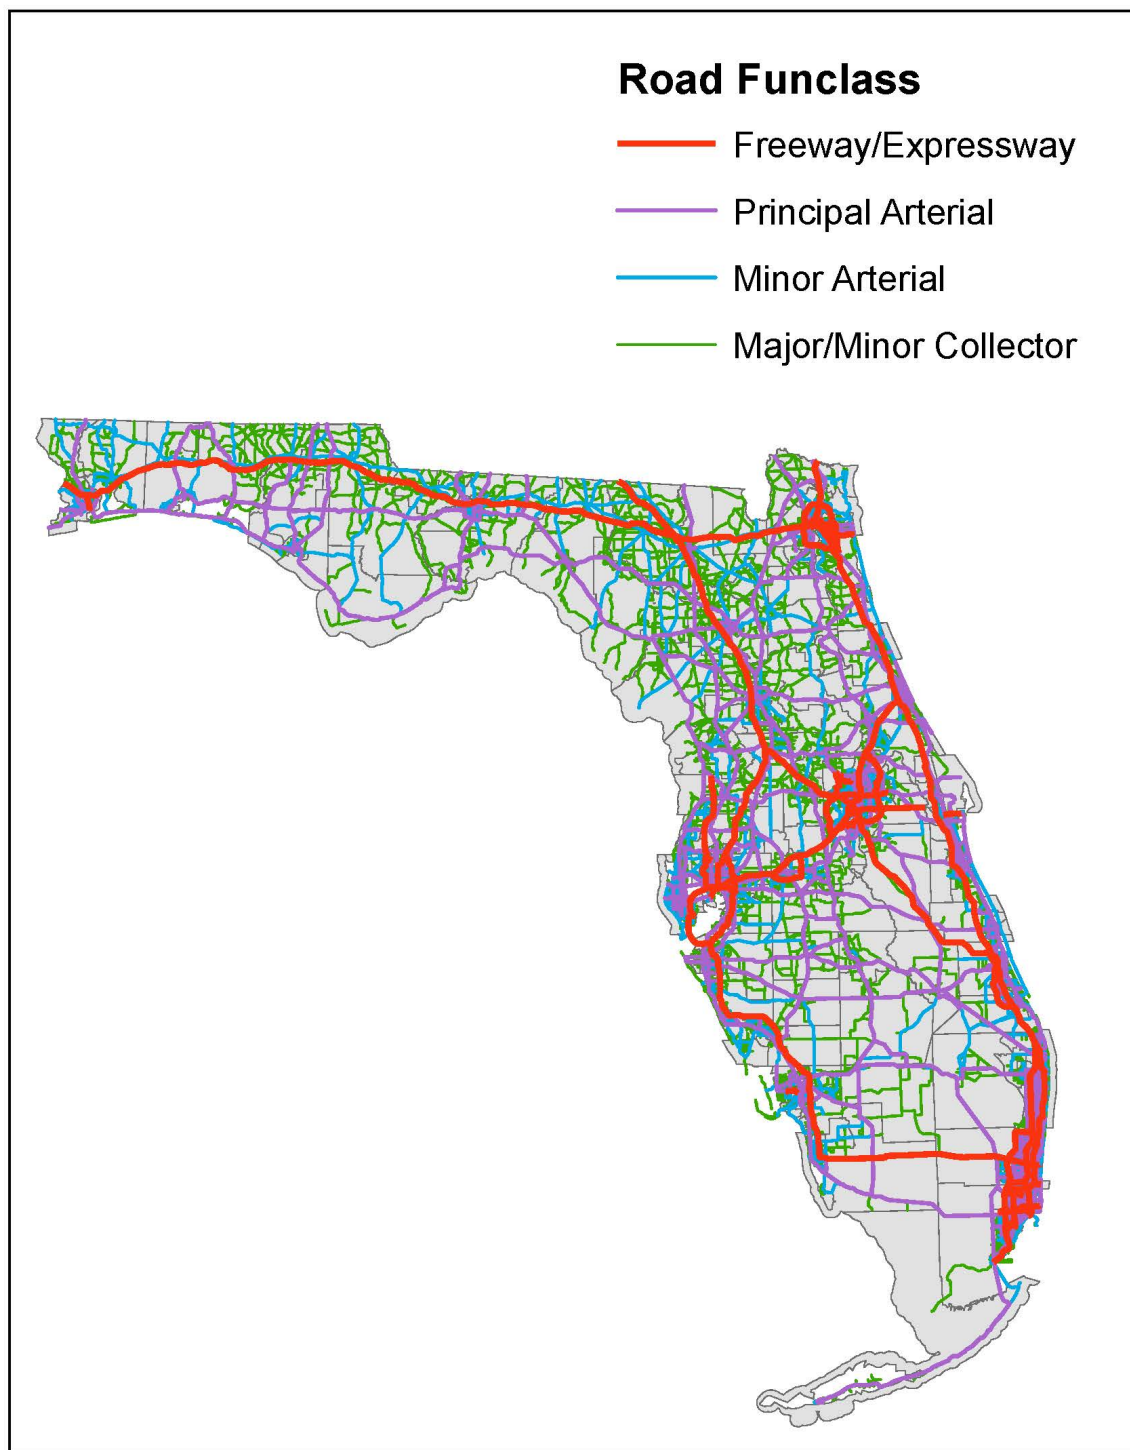 Road Funclass
Freeway/Expressway
Principal Arterial
Minor Arterial
Major/Minor Collector